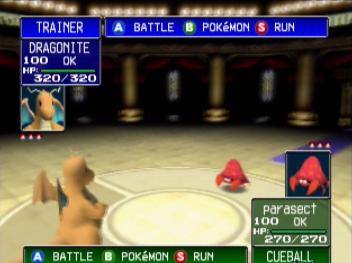 TRAINER
A BATTLE B POKéMON S RUN
DRAGONITE
100 OK
HP:
320/320
parasect
100 OK
HP:
270/270
A BATTLE B POKéMON S RUN
CUEBALL